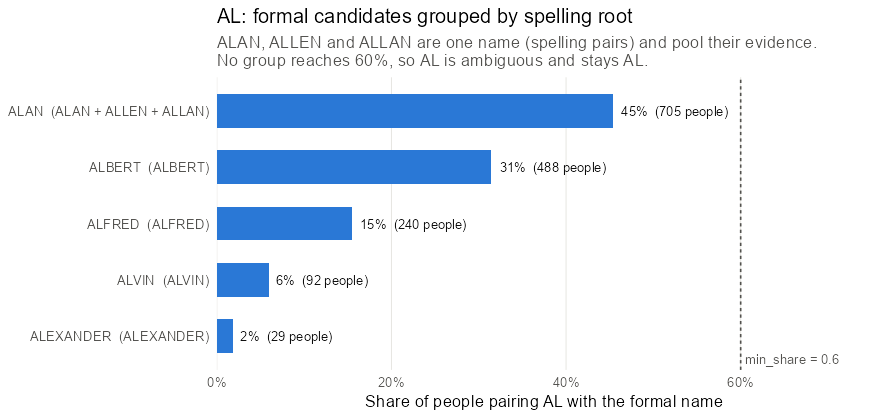 AL: formal candidates grouped by spelling root
ALAN, ALLEN and ALLAN are one name (spelling pairs) and pool their evidence.
No group reaches 60%, so AL is ambiguous and stays AL.
ALAN (ALAN + ALLEN + ALLAN) 45% (705 people)
ALBERT (ALBERT) 31% (488 people)
ALFRED (ALFRED) 15% (240 people)
ALVIN (ALVIN) 6% (92 people)
ALEXANDER (ALEXANDER) 2% (29 people)
min_share = 0.6
0% 20% 40% 60%
Share of people pairing AL with the formal name